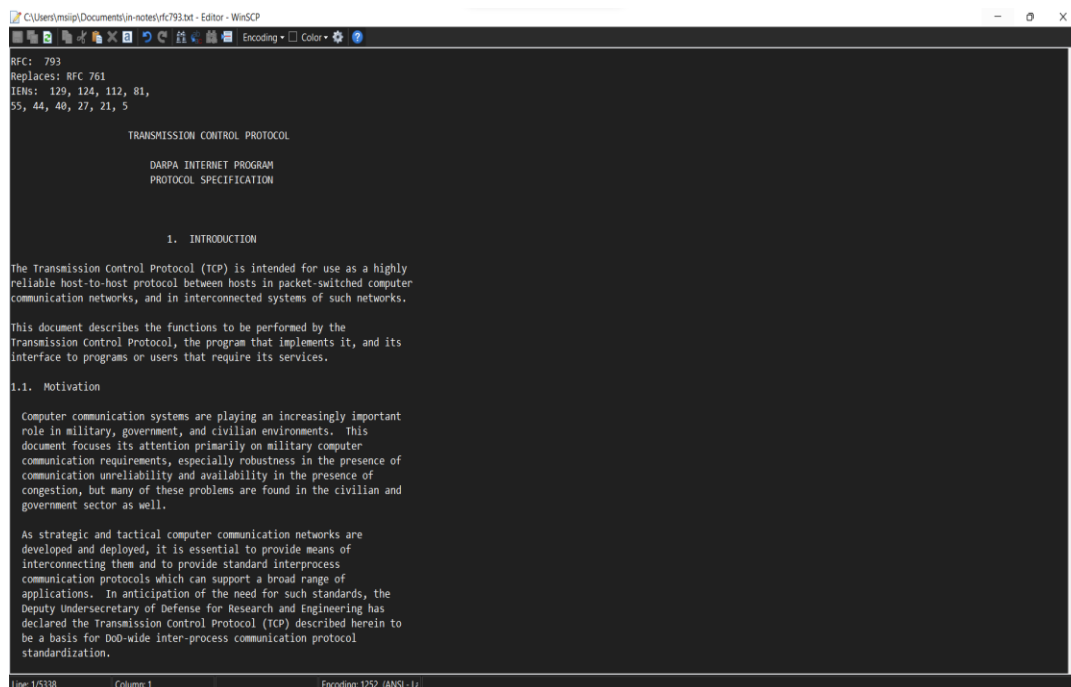 C:\Users\msiip\Documents\in-notes\rfc793.txt - Editor - WinSCP
Encoding Color
RFC: 793
Replaces: RFC 761
IENs: 129, 124, 112, 81,
55, 44, 40, 27, 21, 5
TRANSMISSION CONTROL PROTOCOL
DARPA INTERNET PROGRAM
PROTOCOL SPECIFICATION
1. INTRODUCTION
The Transmission Control Protocol (TCP) is intended for use as a highly
reliable host-to-host protocol between hosts in packet-switched computer
communication networks, and in interconnected systems of such networks.
This document describes the functions to be performed by the
Transmission Control Protocol, the program that implements it, and its
interface to programs or users that require its services.
1.1. Motivation
Computer communication systems are playing an increasingly important
role in military, government, and civilian environments. This
document focuses its attention primarily on military computer
communication requirements, especially robustness in the presence of
communication unreliability and availability in the presence of
congestion, but many of these problems are found in the civilian and
government sector as well.
As strategic and tactical computer communication networks are
developed and deployed, it is essential to provide means of
interconnecting them and to provide standard interprocess
communication protocols which can support a broad range of
applications. In anticipation of the need for such standards, the
Deputy Undersecretary of Defense for Research and Engineering has
declared the Transmission Control Protocol (TCP) described herein to
be a basis for DoD-wide inter-process communication protocol
standardization.
Line: 1/5338 Column: 1 Encoding: 1252 (ANSI - La